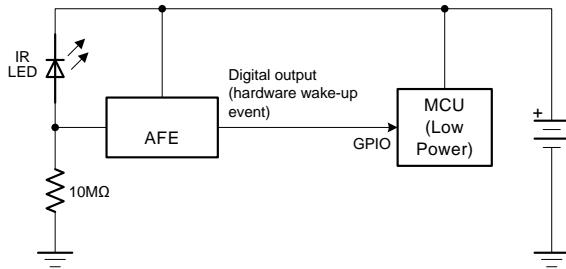 IR
LED
Digital output
(hardware wake-up
event)
AFE
GPIO
MCU
(Low
Power)
+
10MΩ